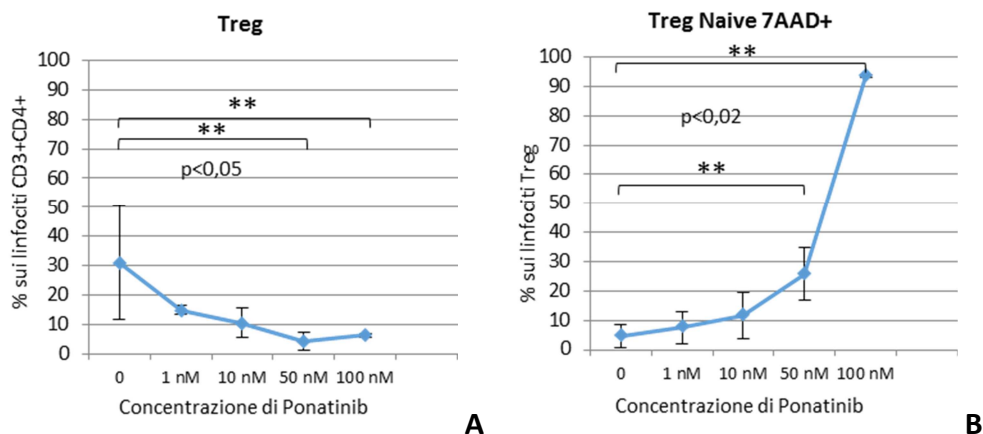 Treg
100
90
80
70
60
50
40
30
20
10
0
% sui linfociti CD3+CD4+
**
**
p<0,05
0 1 nM 10 nM 50 nM 100 nM
Concentrazione di Ponatinib
A
Treg Naive 7AAD+
100
90
80
70
60
50
40
30
20
10
0
% sui linfociti Treg
**
p<0,02
**
0 1 nM 10 nM 50 nM 100 nM
Concentrazione di Ponatinib
B